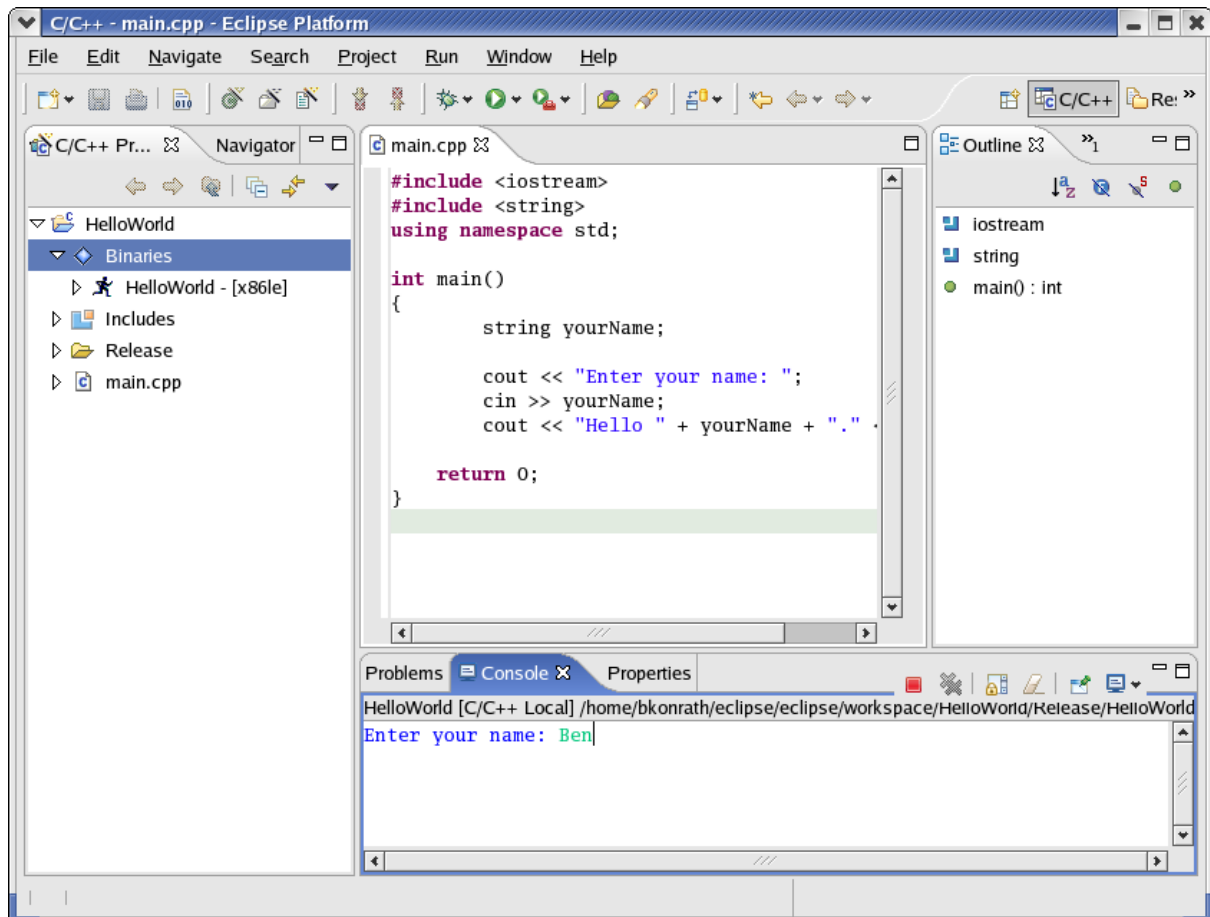 C/C++ - main.cpp - Eclipse Platform
File Edit Navigate Search Project Run Window Help
010
C/C++ Re: »
C/C++ Pr... Navigator
main.cpp
Outline »1
HelloWorld
Binaries
HelloWorld - [x86le]
Includes
Release
main.cpp
#include <iostream>
#include <string>
using namespace std;
int main()
{
string yourName;
cout << "Enter your name: ";
cin >> yourName;
cout << "Hello " + yourName + "."
return 0;
}
iostream
string
main() : int
Problems Console Properties
HelloWorld [C/C++ Local] /home/bkonrath/eclipse/eclipse/workspace/HelloWorld/Release/HelloWorld
Enter your name: Ben